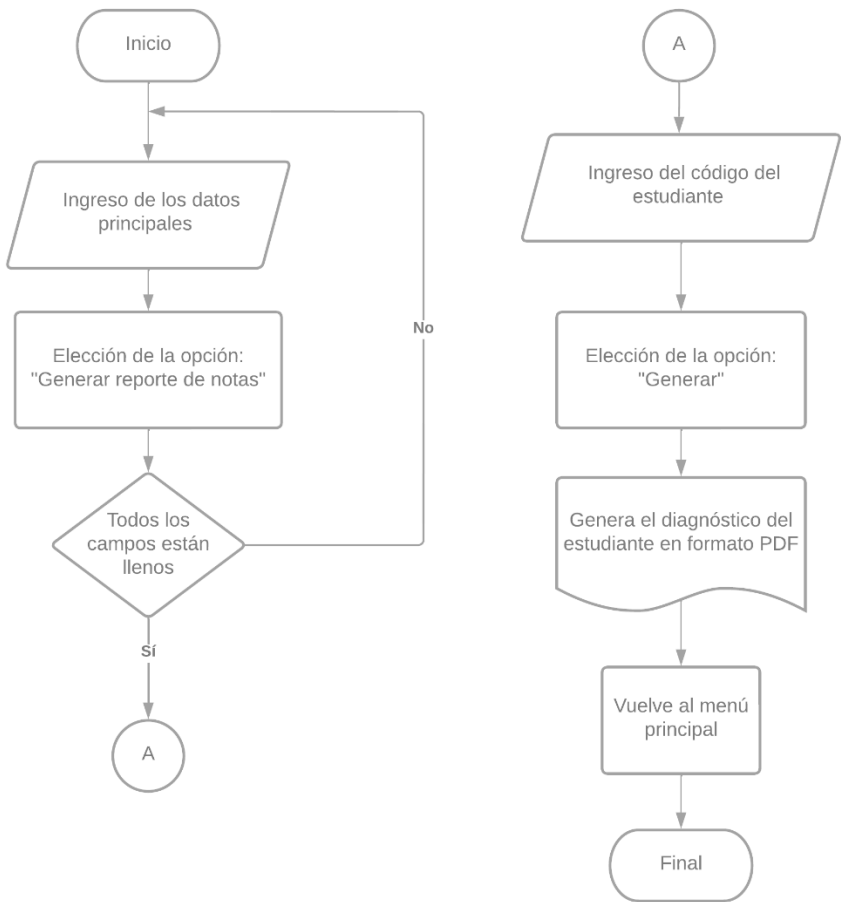 Inicio
Ingreso de los datos
principales
Elección de la opción:
"Generar reporte de notas"
Todos los
campos están
llenos
No
Sí
A
A
Ingreso del código del
estudiante
Elección de la opción:
"Generar"
Genera el diagnóstico del
estudiante en formato PDF
Vuelve al menú
principal
Final